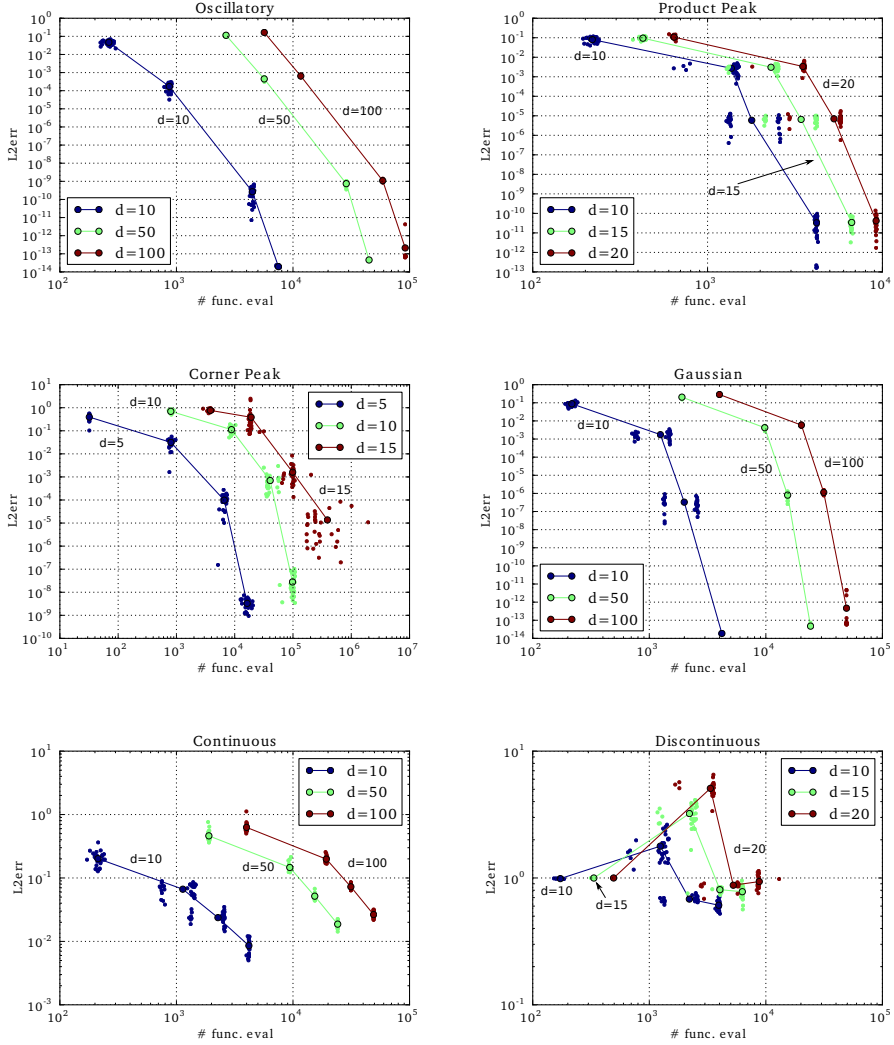 Oscillatory
L2err
10^0
10^-1
10^-2
10^-3
10^-4
10^-5
10^-6
10^-7
10^-8
10^-9
10^-10
10^-11
10^-12
10^-13
10^-14
d=10
d=50
d=100
d=10
d=50
d=100
10^2 10^3 10^4 10^5
# func. eval
Product Peak
L2err
10^0
10^-1
10^-2
10^-3
10^-4
10^-5
10^-6
10^-7
10^-8
10^-9
10^-10
10^-11
10^-12
10^-13
d=10
d=20
d=15
d=10
d=15
d=20
10^3 10^4
# func. eval
Corner Peak
L2err
10^1
10^0
10^-1
10^-2
10^-3
10^-4
10^-5
10^-6
10^-7
10^-8
10^-9
10^-10
d=10
d=5
d=15
d=5
d=10
d=15
10^1 10^2 10^3 10^4 10^5 10^6
# func. eval
Gaussian
L2err
10^0
10^-1
10^-2
10^-3
10^-4
10^-5
10^-6
10^-7
10^-8
10^-9
10^-10
10^-11
10^-12
10^-13
10^-14
d=10
d=50
d=100
d=10
d=50
d=100
10^2 10^3 10^4 10^5
# func. eval
Continuous
L2err
10^1
10^0
10^-1
10^-2
10^-3
d=10
d=50
d=100
d=10
d=50
d=100
10^2 10^3 10^4 10^5
# func. eval
Discontinuous
L2err
10^1
10^0
10^-1
d=10
d=15
d=20
d=20
d=10
d=15
10^2 10^3 10^4 10^5
# func. eval